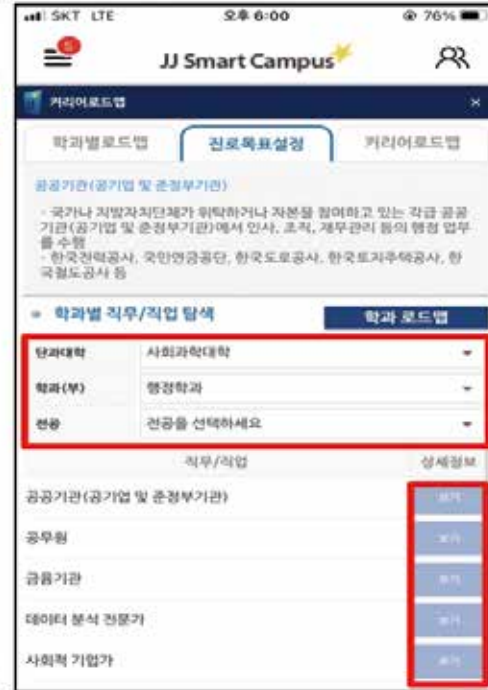 SKT LTE 오후 6:00 76%
5
JJ Smart Campus
커리어로드맵 ×
학과별로드맵 진로목표설정 커리어로드맵
공공기관(공기업 및 준정부기관)
- 국가나 지방자치단체가 위탁하거나 자본을 참여하고 있는 각급 공공
기관(공기업 및 준정부기관)에서 인사, 조직, 재무관리 등의 행정 업무
를 수행
- 한국전력공사, 국민연금공단, 한국도로공사, 한국토지주택공사, 한
국철도공사 등
학과별 직무/직업 탐색 학과 로드맵
단과대학 사회과학대학
학과(부) 행정학과
전공 전공을 선택하세요
직무/직업 상세정보
공공기관(공기업 및 준정부기관) 보기
공무원 보기
금융기관 보기
데이터 분석 전문가 보기
사회적 기업가 보기